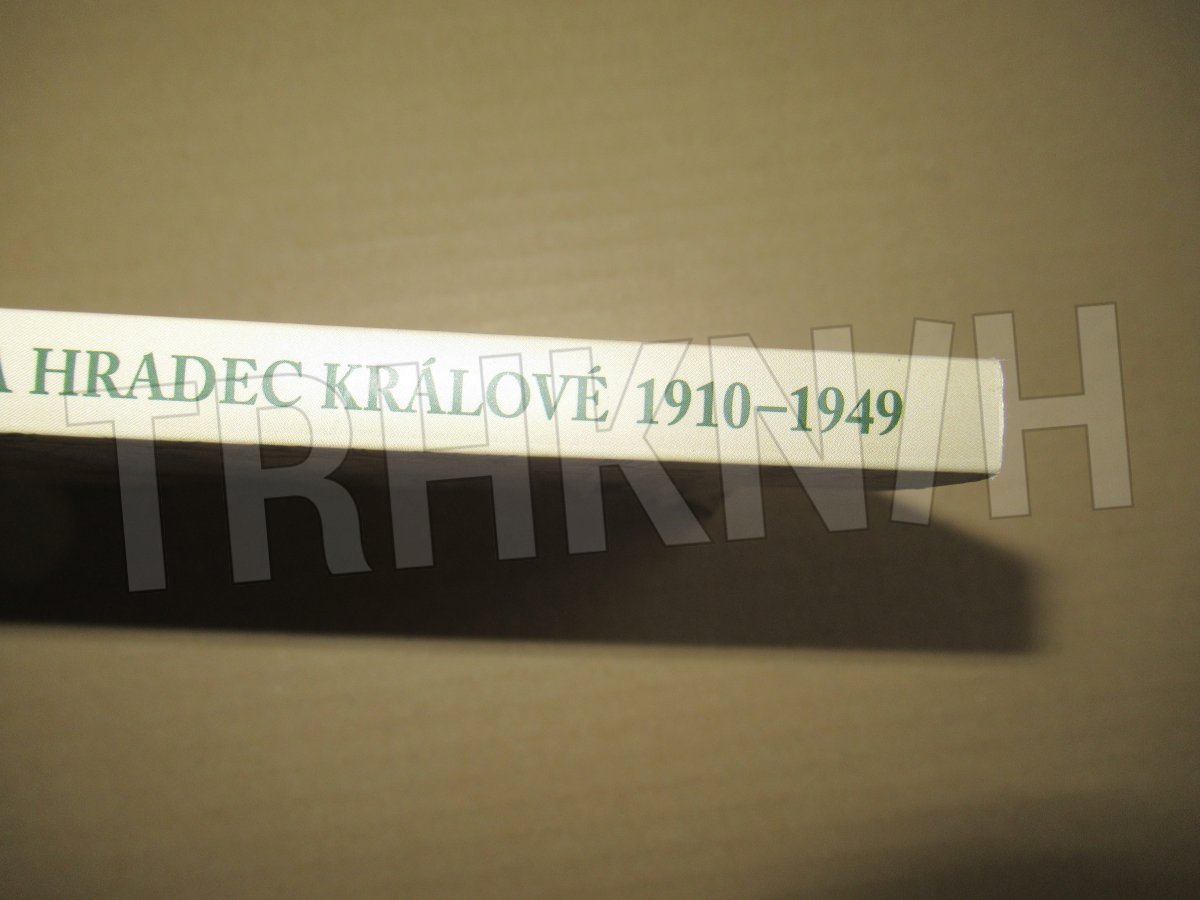 A HRADEC KRÁLOVÉ 1910–1949
TRHKNIH